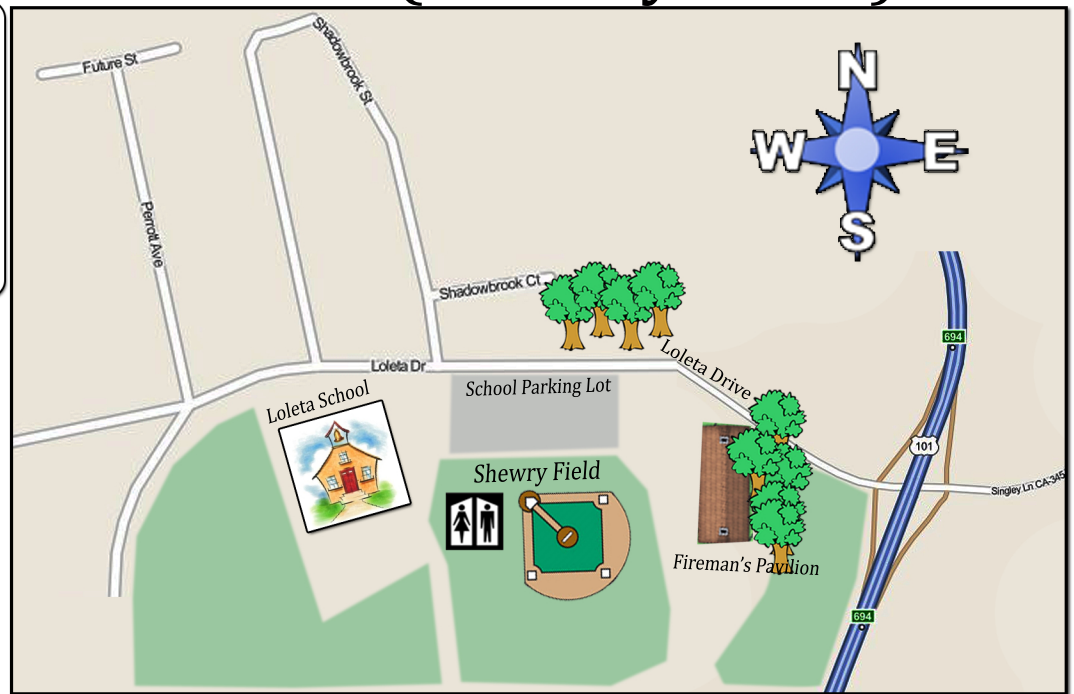 Future St
Shadowbrook St
N
W
E
S
Perrott Ave
Shadowbrook Ct
694
Loleta Dr
Loleta Drive
School Parking Lot
Loleta School
101
Shewry Field
Singley Ln CA-345
Fireman's Pavilion
694